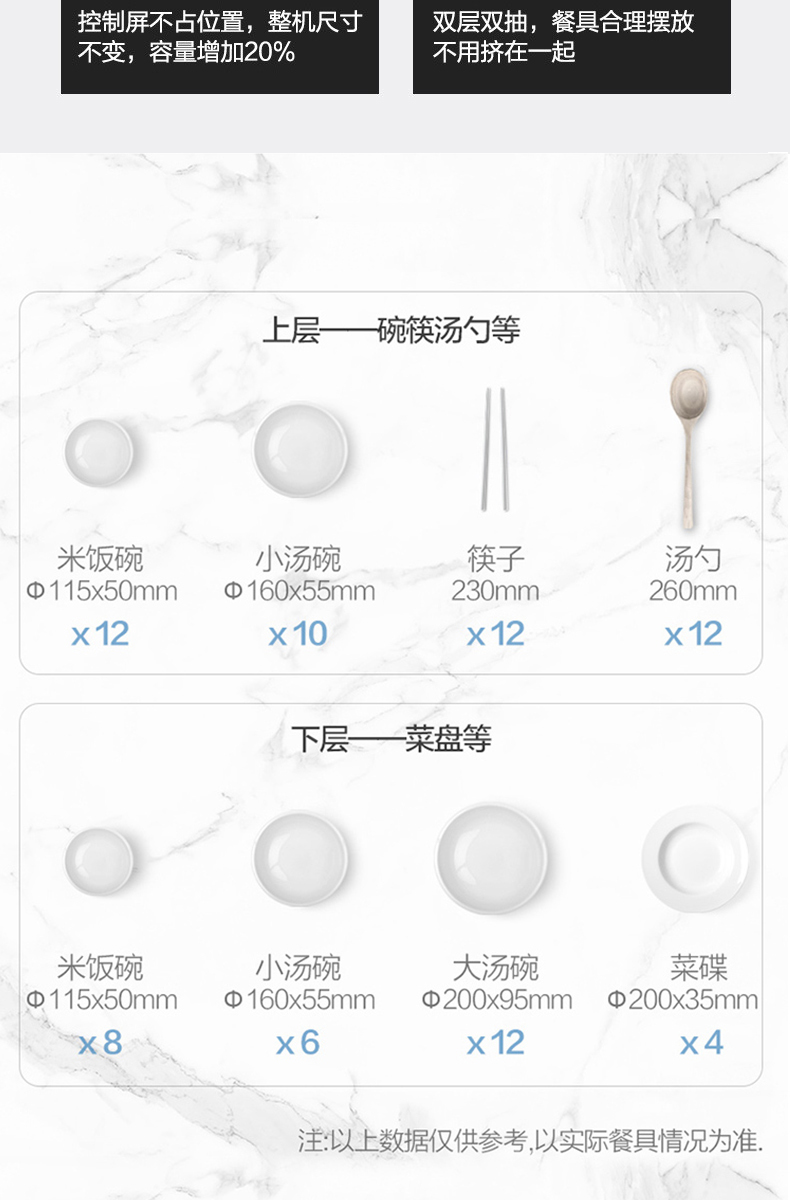 控制屏不占位置，整机尺寸
不变，容量增加20%
双层双抽，餐具合理摆放
不用挤在一起
上层——碗筷汤勺等
米饭碗
Φ115x50mm
x12
小汤碗
Φ160x55mm
x10
筷子
230mm
x12
汤勺
260mm
x12
下层——菜盘等
米饭碗
Φ115x50mm
x8
小汤碗
Φ160x55mm
x6
大汤碗
Φ200x95mm
x12
菜碟
Φ200x35mm
x4
注:以上数据仅供参考,以实际餐具情况为准.